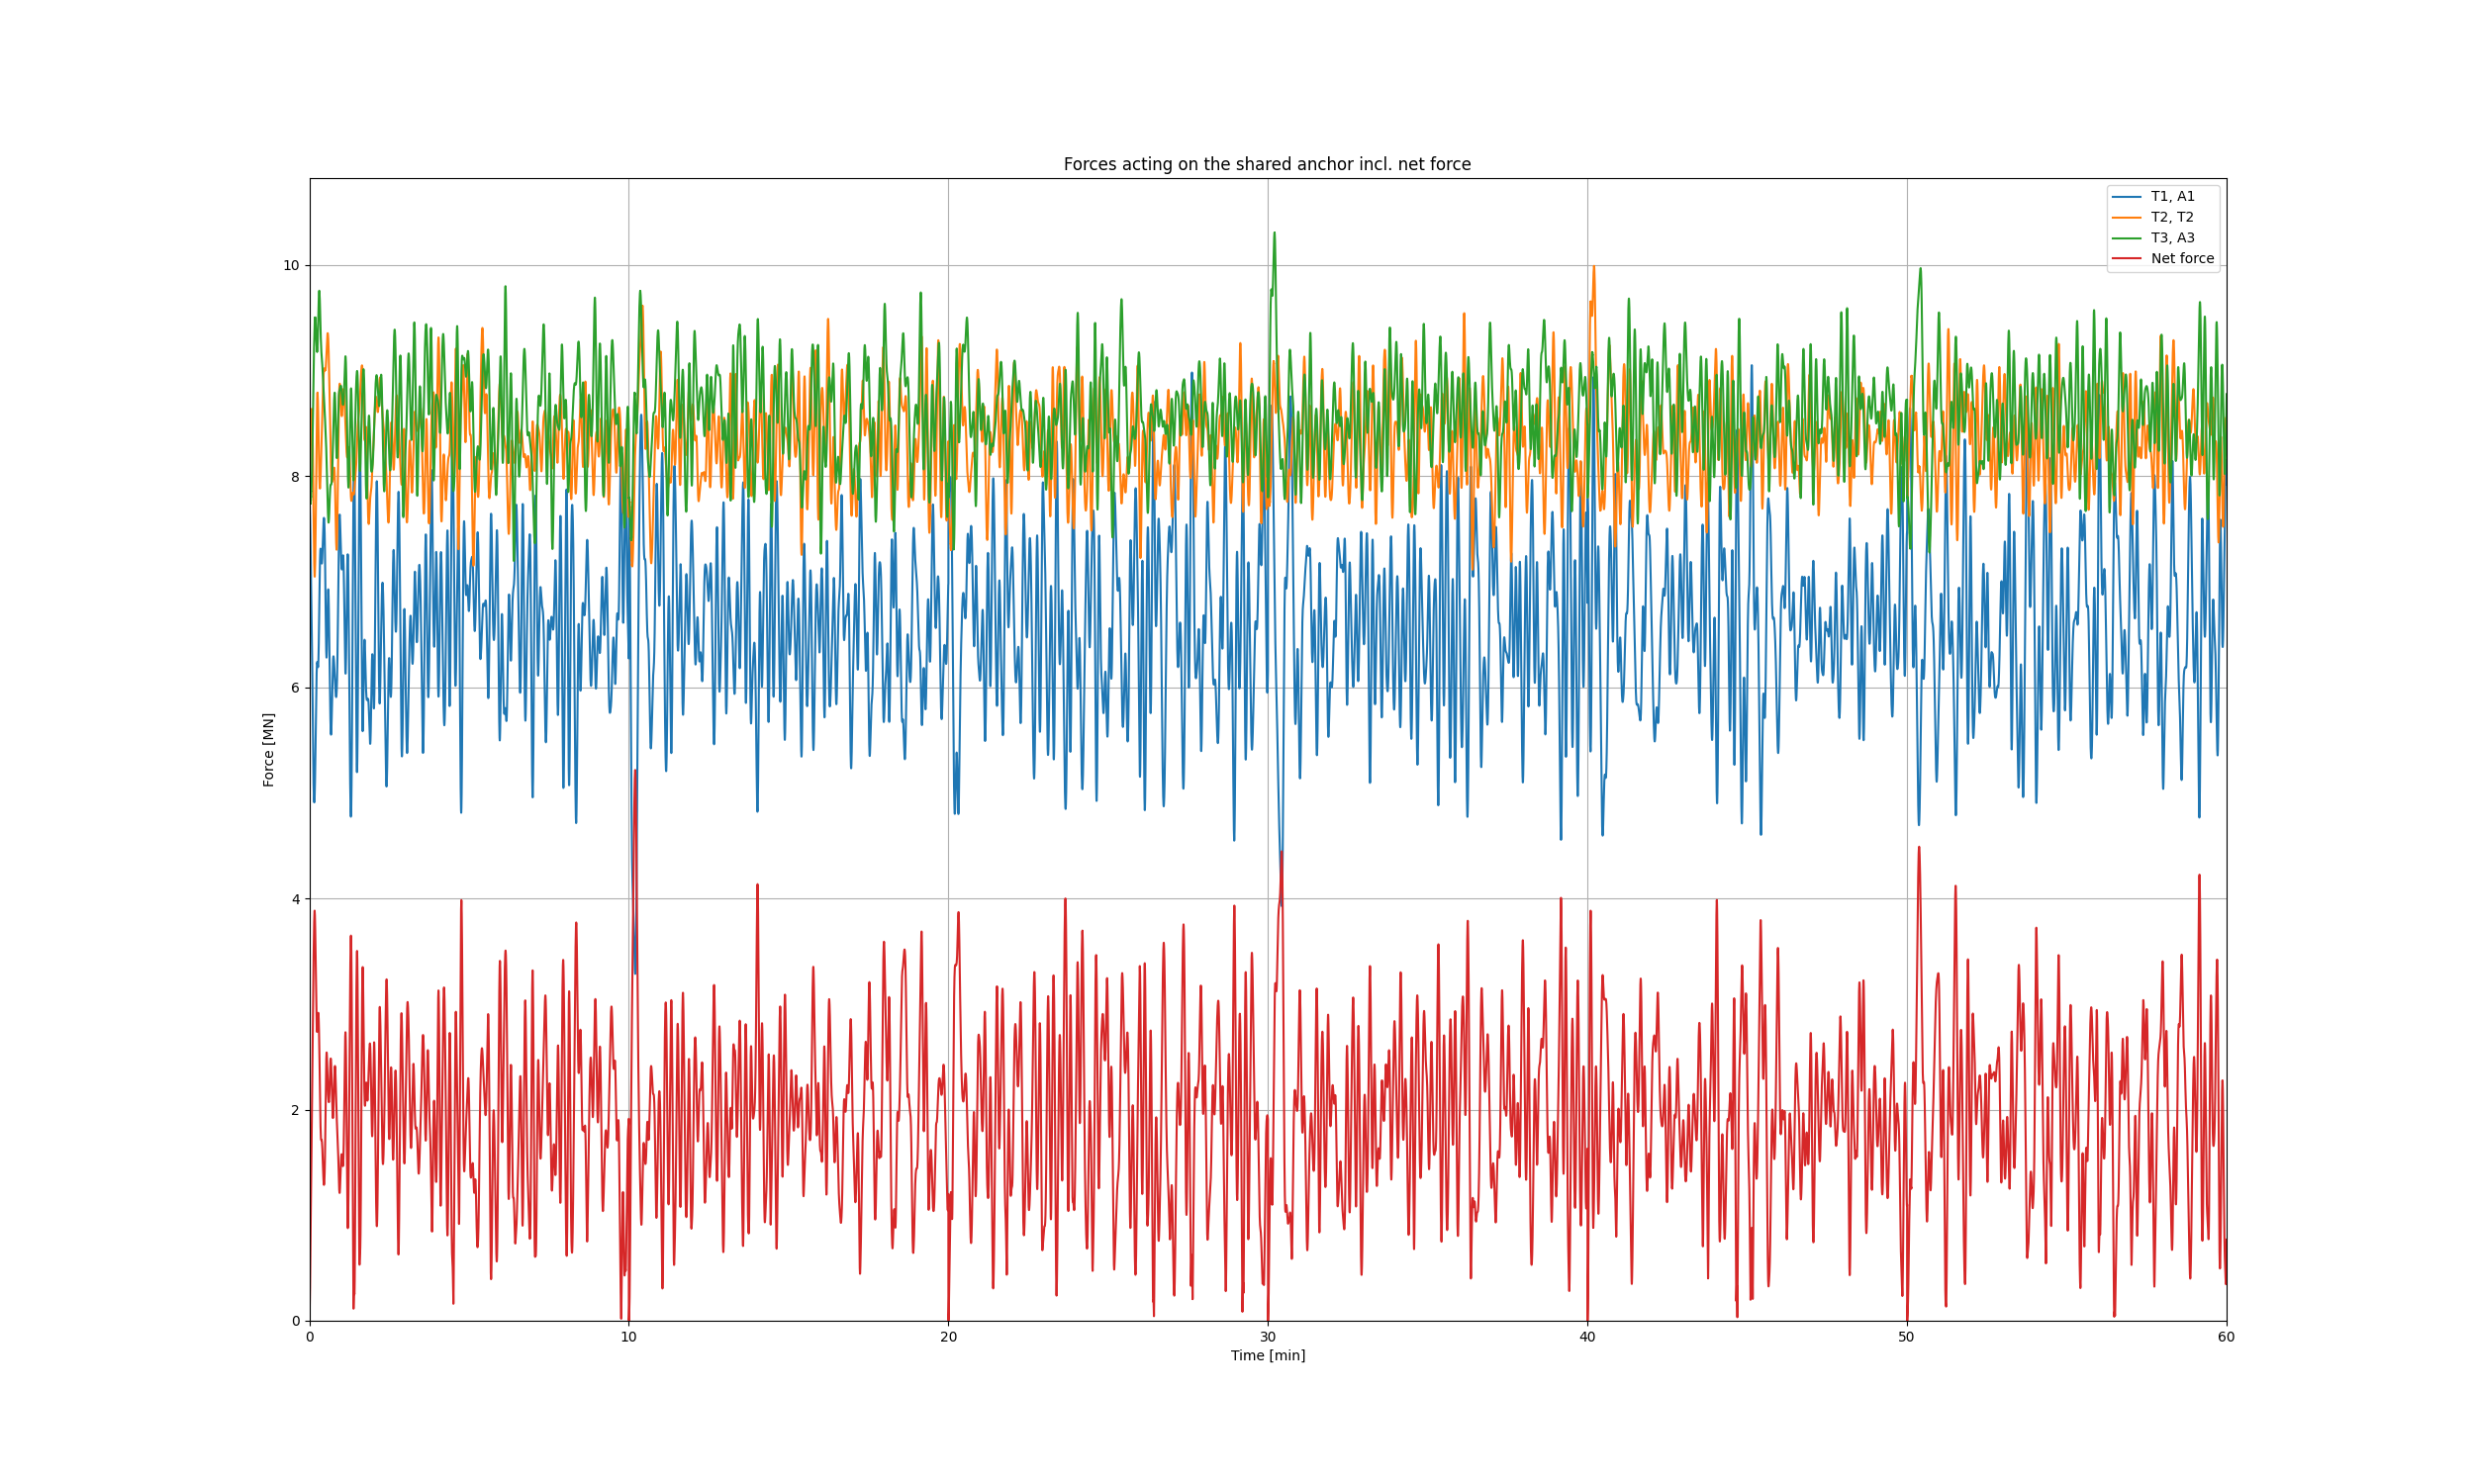 Forces acting on the shared anchor incl. net force
T1, A1
T2, T2
T3, A3
Net force
10
8
6
4
2
0
Force [MN]
0
10
20
30
40
50
60
Time [min]